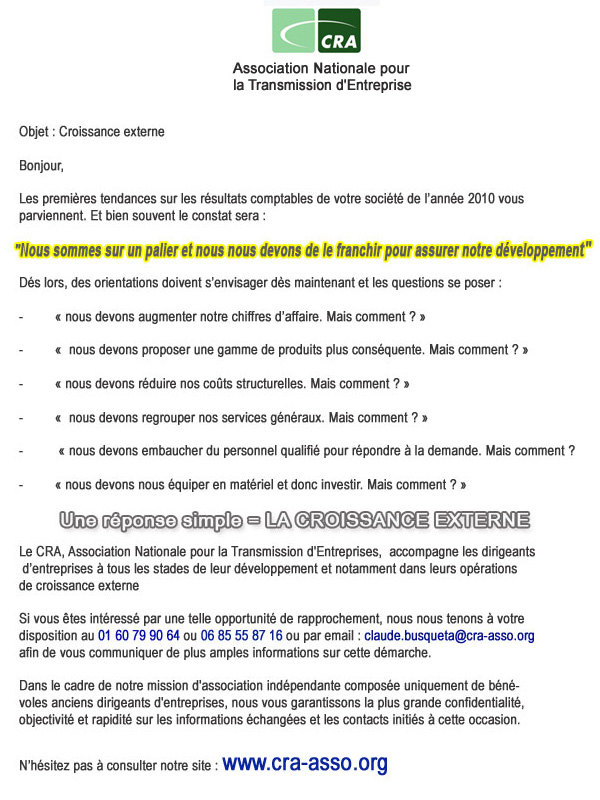 CRA
Association Nationale pour
la Transmission d'Entreprise
Objet : Croissance externe
Bonjour,
Les premières tendances sur les résultats comptables de votre société de l'année 2010 vous
parviennent. Et bien souvent le constat sera :
"Nous sommes sur un palier et nous nous devons de le franchir pour assurer notre développement"
Dés lors, des orientations doivent s'envisager dès maintenant et les questions se poser :
- « nous devons augmenter notre chiffres d'affaire. Mais comment ? »
- « nous devons proposer une gamme de produits plus conséquente. Mais comment ? »
- « nous devons réduire nos coûts structurelles. Mais comment ? »
- « nous devons regrouper nos services généraux. Mais comment ? »
- « nous devons embaucher du personnel qualifié pour répondre à la demande. Mais comment ?
- « nous devons nous équiper en matériel et donc investir. Mais comment ? »
Une réponse simple = LA CROISSANCE EXTERNE
Le CRA, Association Nationale pour la Transmission d'Entreprises, accompagne les dirigeants
d'entreprises à tous les stades de leur développement et notamment dans leurs opérations
de croissance externe
Si vous êtes intéressé par une telle opportunité de rapprochement, nous nous tenons à votre
disposition au 01 60 79 90 64 ou 06 85 55 87 16 ou par email : claude.busqueta@cra-asso.org
afin de vous communiquer de plus amples informations sur cette démarche.
Dans le cadre de notre mission d'association indépendante composée uniquement de béné-
voles anciens dirigeants d'entreprises, nous vous garantissons la plus grande confidentialité,
objectivité et rapidité sur les informations échangées et les contacts initiés à cette occasion.
N'hésitez pas à consulter notre site : www.cra-asso.org